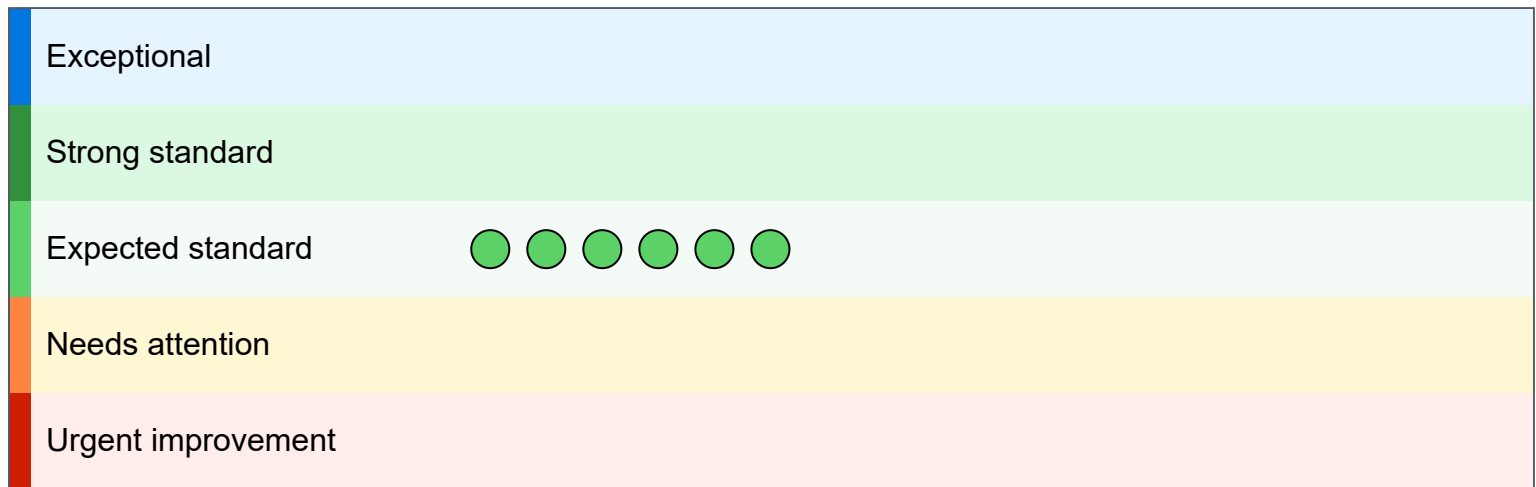 Exceptional
Strong standard
Expected standard
Needs attention
Urgent improvement